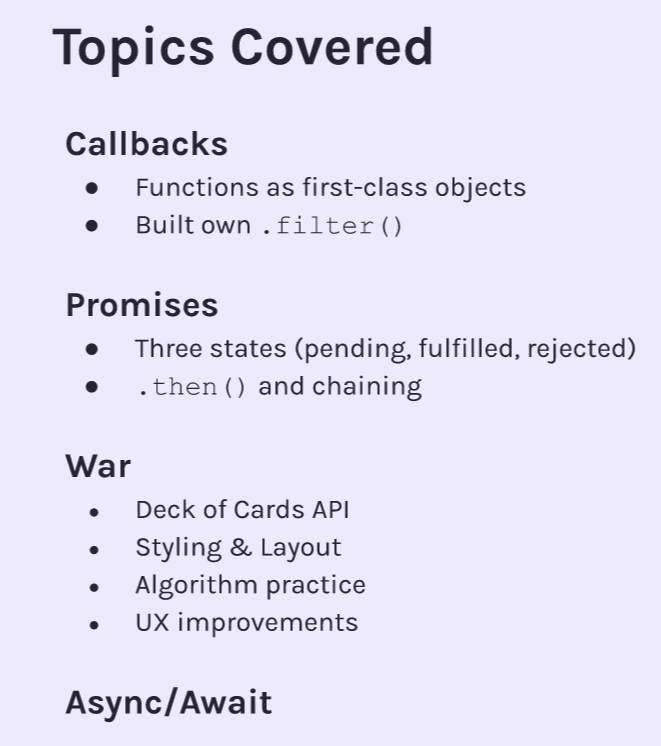 Topics Covered
Callbacks
● Functions as first-class objects
● Built own .filter()
Promises
● Three states (pending, fulfilled, rejected)
● .then() and chaining
War
● Deck of Cards API
● Styling & Layout
● Algorithm practice
● UX improvements
Async/Await